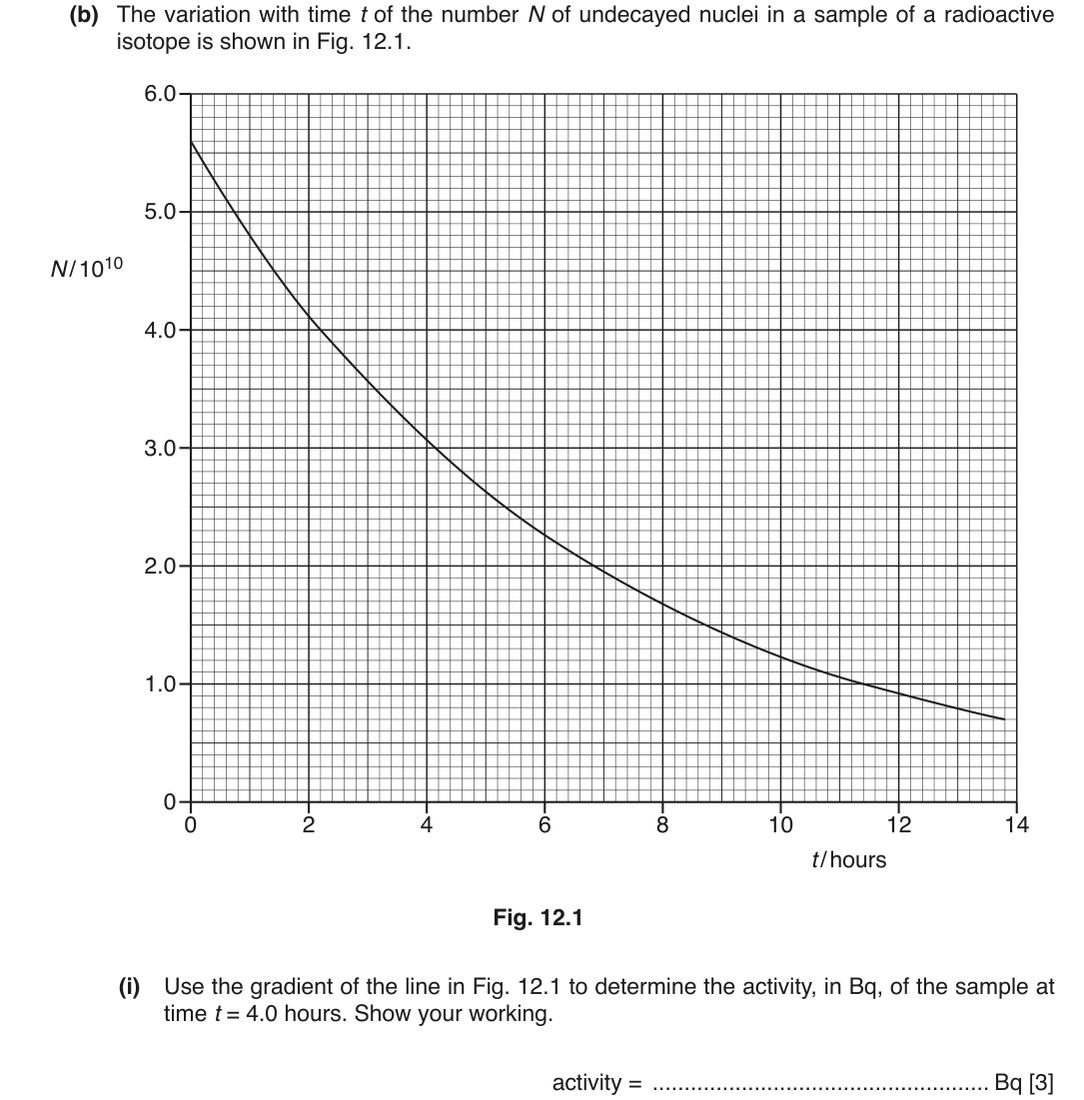 (b) The variation with time t of the number N of undecayed nuclei in a sample of a radioactive
isotope is shown in Fig. 12.1.
6.0
5.0
N/10¹⁰
4.0
3.0
2.0
1.0
0
0 2 4 6 8 10 12 14
t/hours
Fig. 12.1
(i) Use the gradient of the line in Fig. 12.1 to determine the activity, in Bq, of the sample at
time t = 4.0 hours. Show your working.
activity = ..................................................... Bq [3]